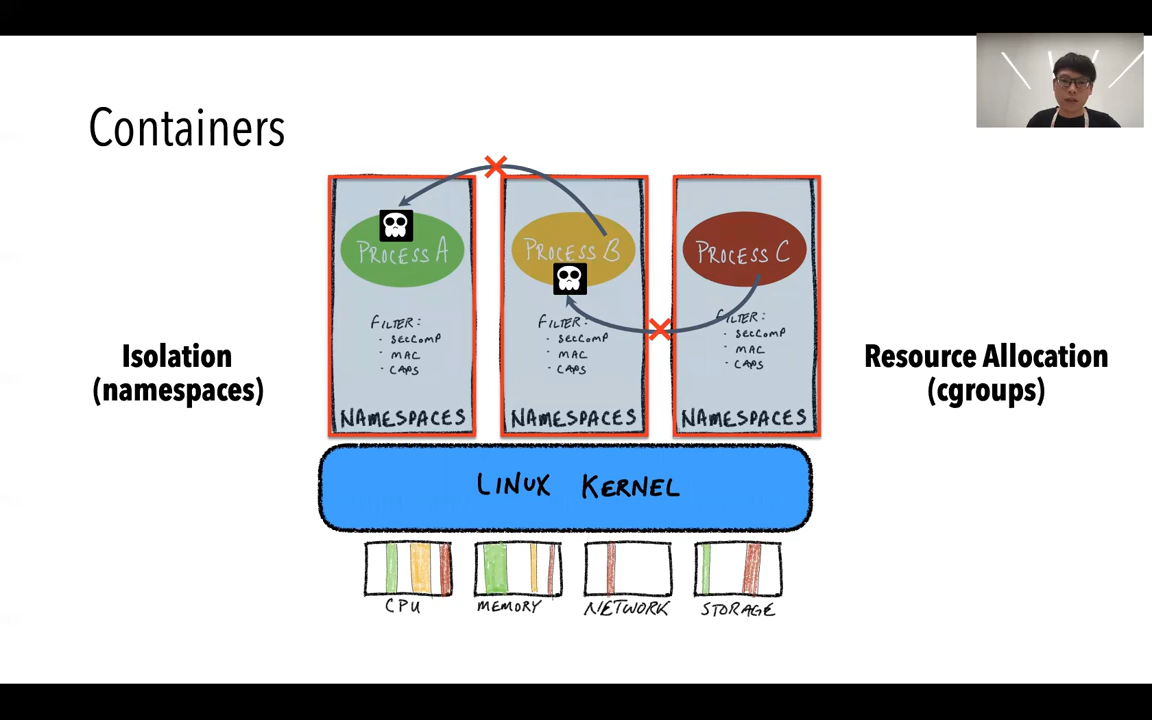 Containers
PROCESS A
PROCESS B
PROCESS C
FILTER:
- SECCOMP
- MAC
- CAPS
FILTER:
- SECCOMP
- MAC
- CAPS
FILTER:
- SECCOMP
- MAC
- CAPS
Isolation
(namespaces)
Resource Allocation
(cgroups)
NAMESPACES
NAMESPACES
NAMESPACES
LINUX KERNEL
CPU
MEMORY
NETWORK
STORAGE